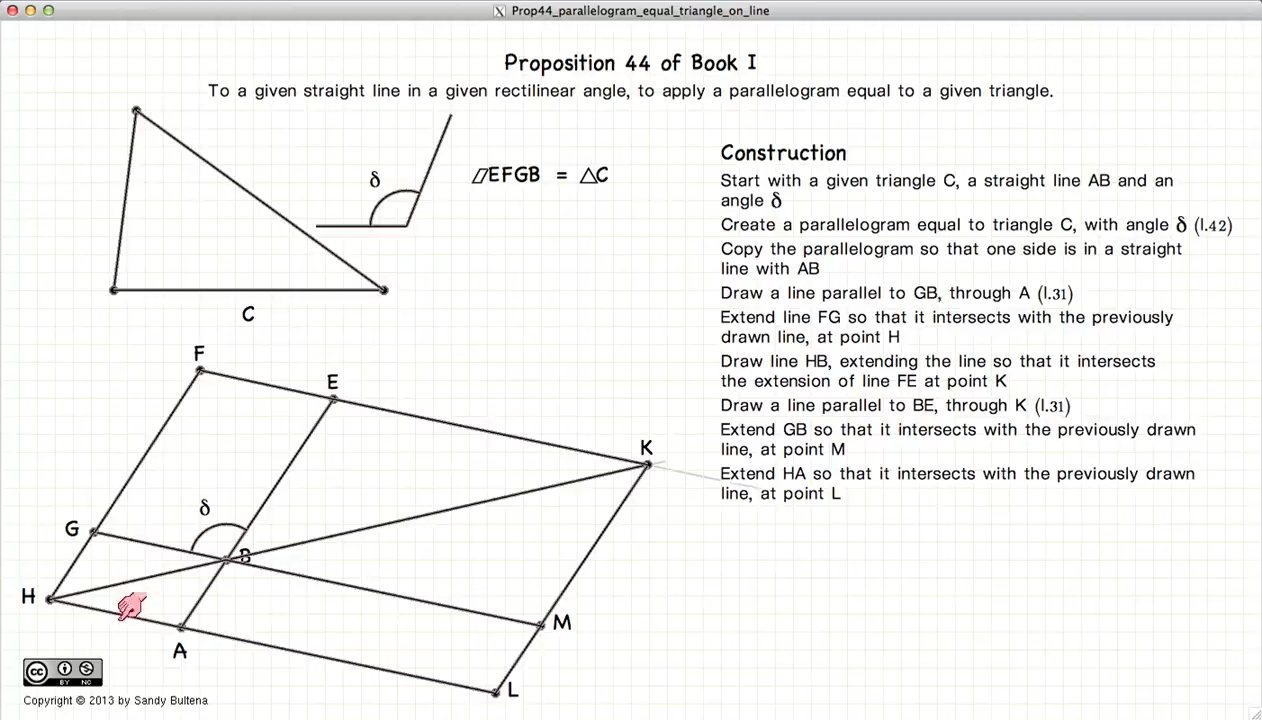 Prop44_parallelogram_equal_triangle_on_line
Proposition 44 of Book I
To a given straight line in a given rectilinear angle, to apply a parallelogram equal to a given triangle.
δ
▱EFGB = △C
C
Construction
Start with a given triangle C, a straight line AB and an
angle δ
Create a parallelogram equal to triangle C, with angle δ (I.42)
Copy the parallelogram so that one side is in a straight
line with AB
Draw a line parallel to GB, through A (I.31)
Extend line FG so that it intersects with the previously
drawn line, at point H
Draw line HB, extending the line so that it intersects
the extension of line FE at point K
Draw a line parallel to BE, through K (I.31)
Extend GB so that it intersects with the previously drawn
line, at point M
Extend HA so that it intersects with the previously drawn
line, at point L
F
E
K
δ
G
B
H
M
A
L
cc
BY NC
Copyright © 2013 by Sandy Bultena